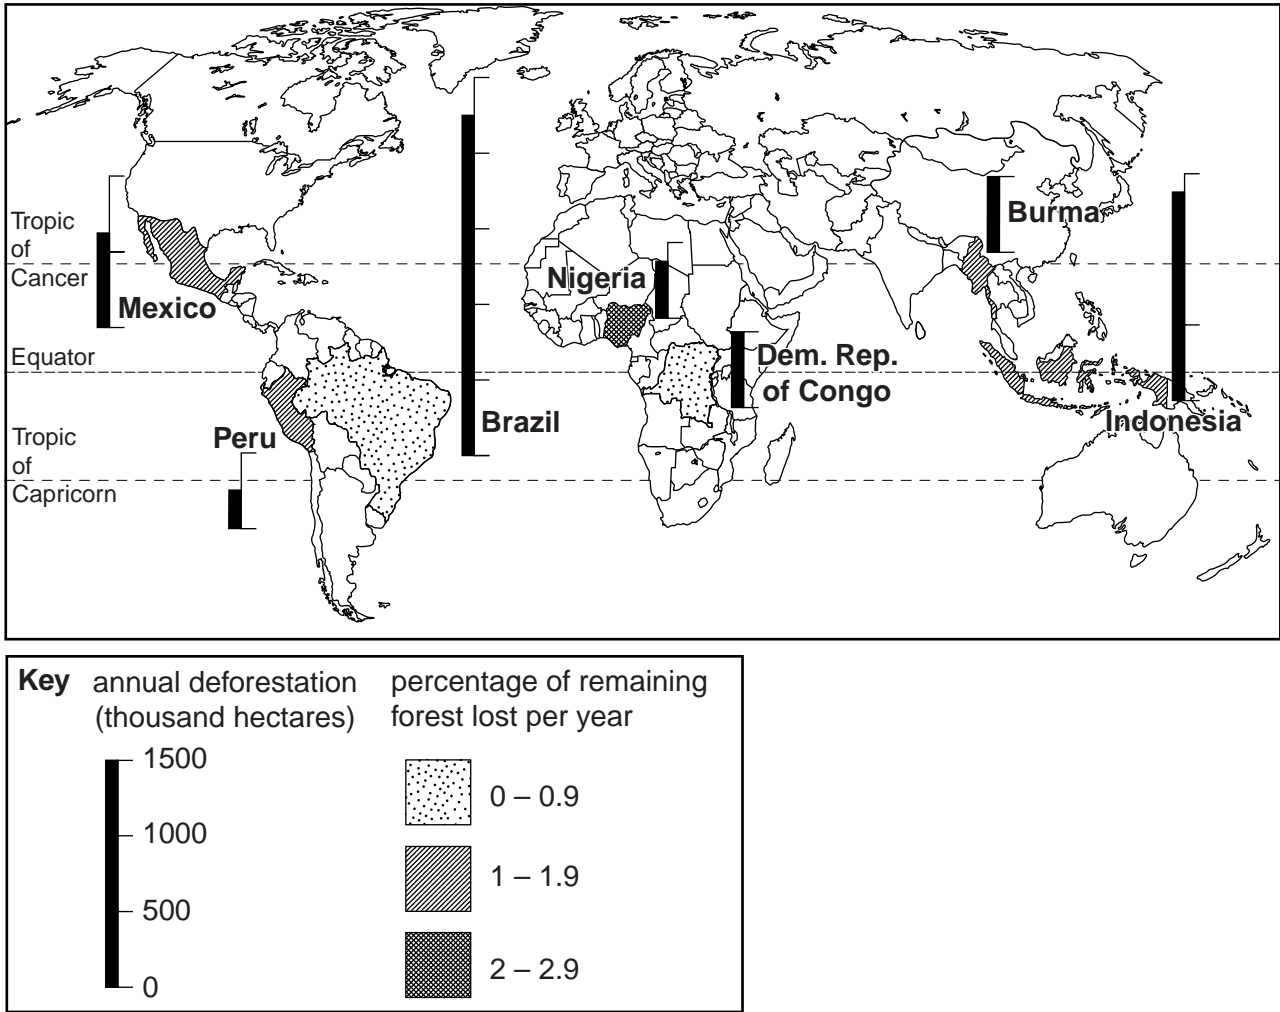 Tropic
of
Cancer
Mexico
Equator
Tropic
of
Capricorn
Peru
Brazil
Nigeria
Dem. Rep.
of Congo
Burma
Indonesia
Key
annual deforestation
(thousand hectares)
1500
1000
500
0
percentage of remaining
forest lost per year
0 – 0.9
1 – 1.9
2 – 2.9